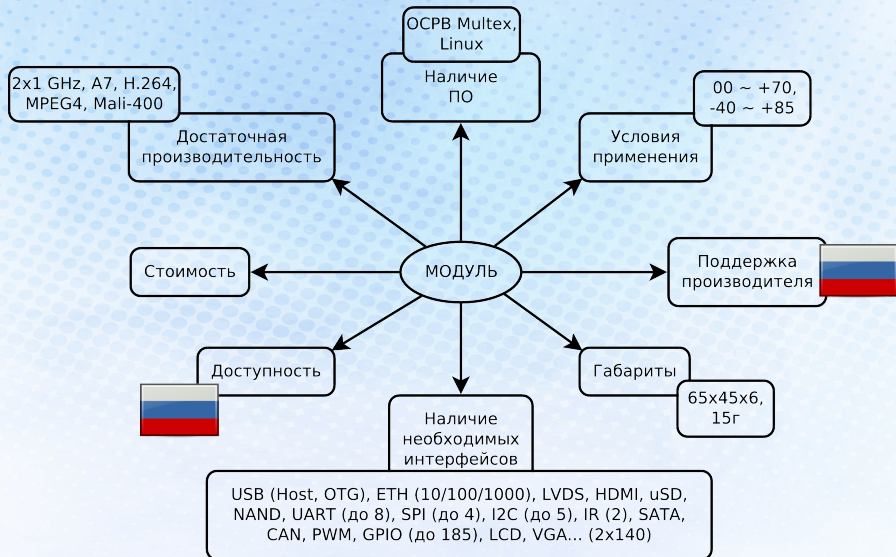 ОСРВ Multex,
Linux
Наличие
ПО
2x1 GHz, A7, H.264,
MPEG4, Mali-400
Достаточная
производительность
00 ~ +70,
-40 ~ +85
Условия
применения
Стоимость
МОДУЛЬ
Поддержка
производителя
Доступность
Габариты
65x45x6,
15г
Наличие
необходимых
интерфейсов
USB (Host, OTG), ETH (10/100/1000), LVDS, HDMI, uSD,
NAND, UART (до 8), SPI (до 4), I2C (до 5), IR (2), SATA,
CAN, PWM, GPIO (до 185), LCD, VGA... (2x140)